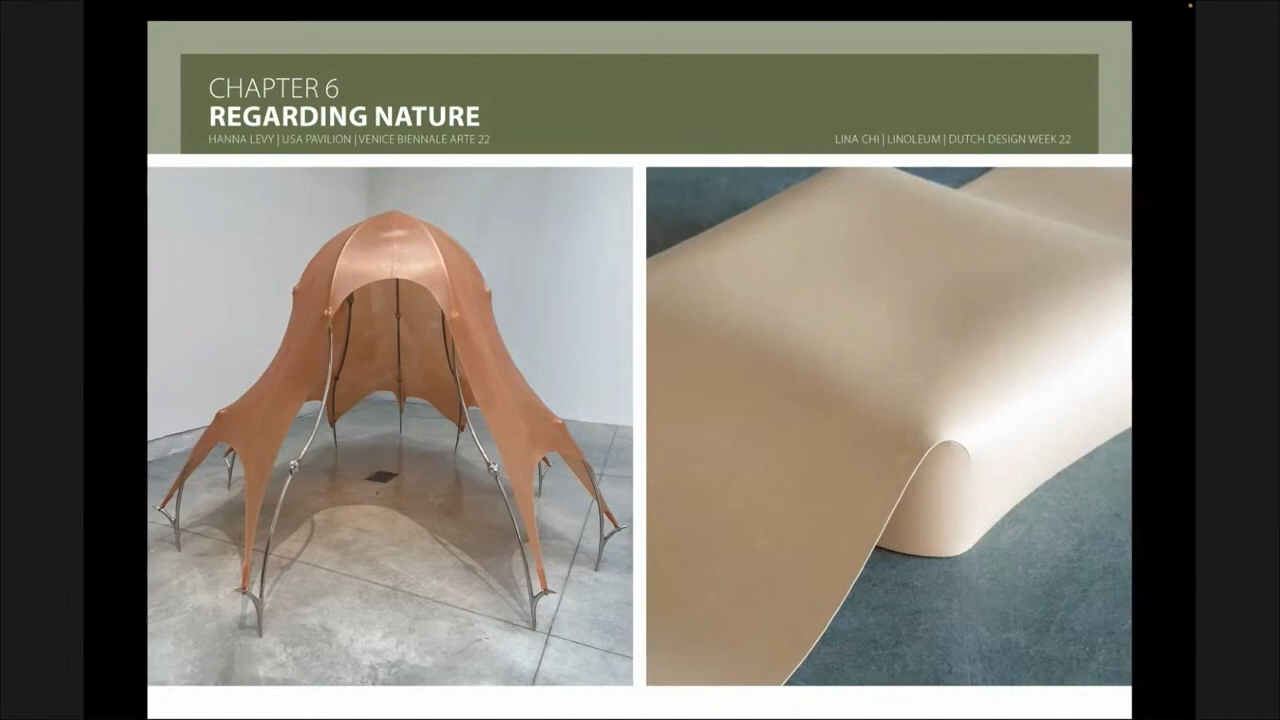 CHAPTER 6
REGARDING NATURE
HANNA LEVY | USA PAVILION | VENICE BIENNALE ARTE 22
LINA CHI | LINOLEUM | DUTCH DESIGN WEEK 22